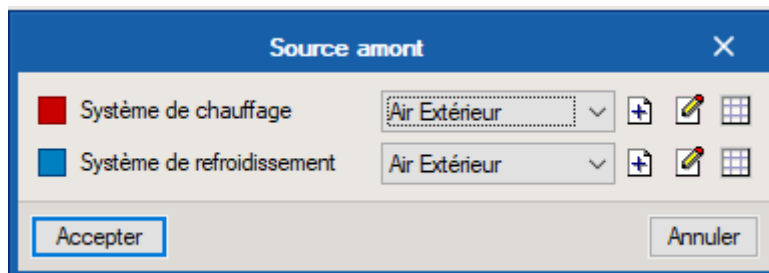 Source amont
Système de chauffage Air Extérieur
Système de refroidissement Air Extérieur
Accepter Annuler